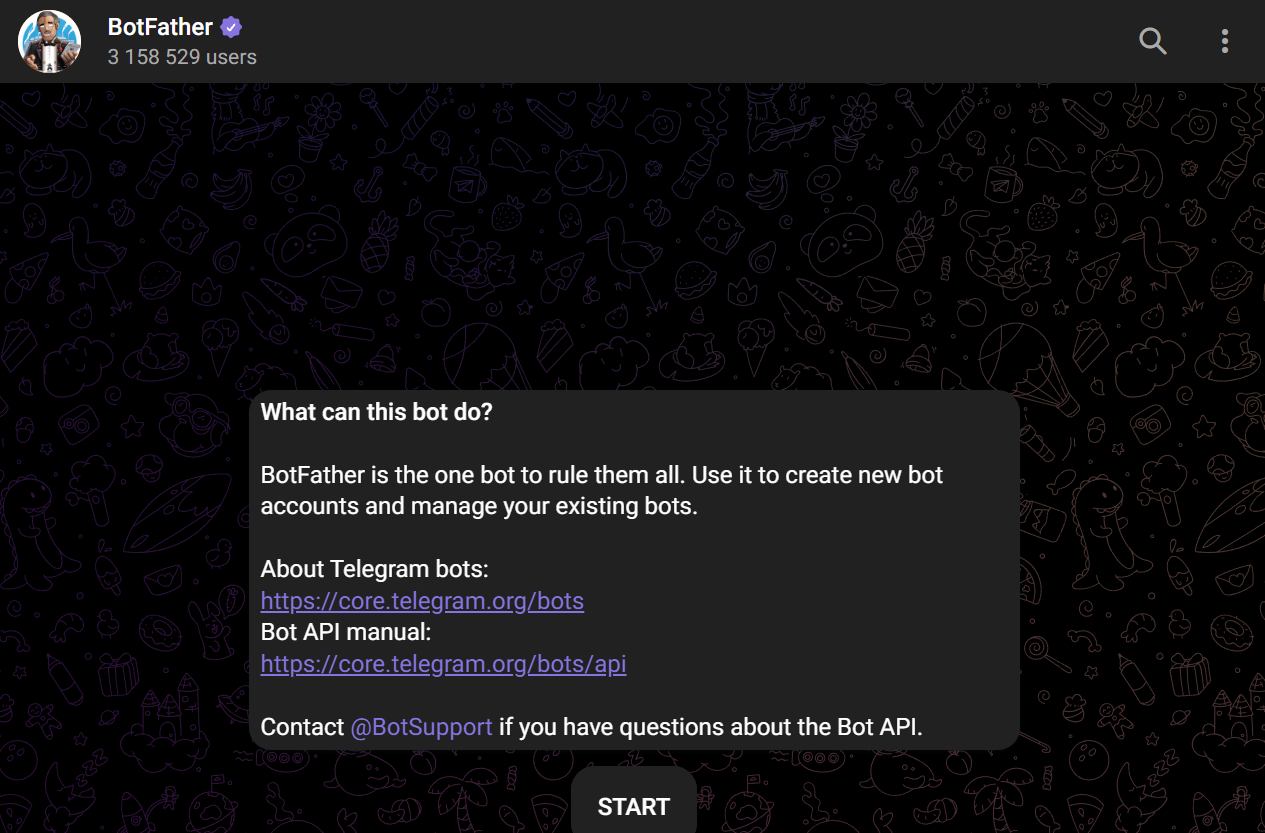 BotFather
3 158 529 users
What can this bot do?
BotFather is the one bot to rule them all. Use it to create new bot
accounts and manage your existing bots.
About Telegram bots:
https://core.telegram.org/bots
Bot API manual:
https://core.telegram.org/bots/api
Contact @BotSupport if you have questions about the Bot API.
START